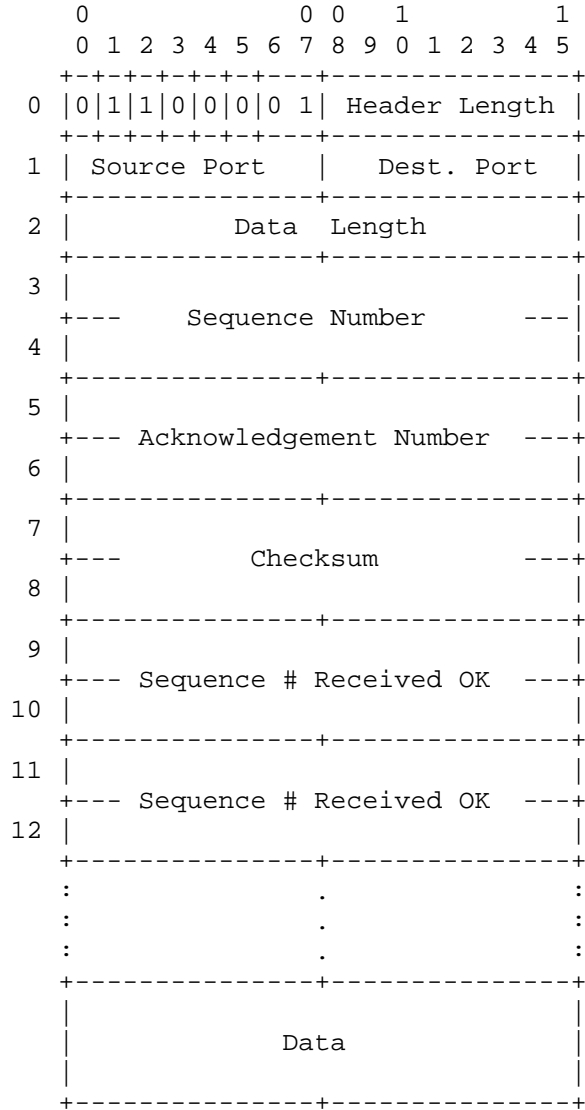 0             0 0   1         1
 0 1 2 3 4 5 6 7 8 9 0 1 2 3 4 5
+-+-+-+-+-+-+---+---------------+
0 |0|1|1|0|0|0|0 1| Header Length |
+-+-+-+-+-+-+---+---------------+
1 | Source Port   |   Dest. Port  |
+---------------+---------------+
2 |          Data  Length         |
+---------------+---------------+
3 |                               |
+---    Sequence Number      ---|
4 |                               |
+---------------+---------------+
5 |                               |
+--- Acknowledgement Number  ---+
6 |                               |
+---------------+---------------+
7 |                               |
+---        Checksum         ---+
8 |                               |
+---------------+---------------+
9 |                               |
+--- Sequence # Received OK  ---+
10 |                               |
+---------------+---------------+
11 |                               |
+--- Sequence # Received OK  ---+
12 |                               |
+---------------+---------------+
:               .               :
:               .               :
:               .               :
+---------------+---------------+
|                               |
|             Data              |
|                               |
+---------------+---------------+